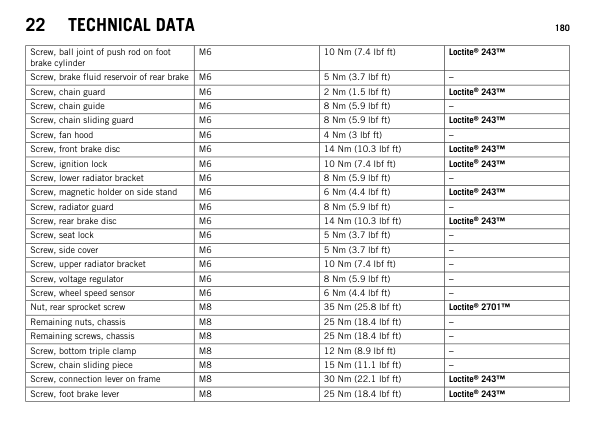 22 TECHNICAL DATA 180
Screw, ball joint of push rod on foot brake cylinder M6 10 Nm (7.4 lbf ft) Loctite® 243™
Screw, brake fluid reservoir of rear brake M6 5 Nm (3.7 lbf ft) –
Screw, chain guard M6 2 Nm (1.5 lbf ft) Loctite® 243™
Screw, chain guide M6 8 Nm (5.9 lbf ft) –
Screw, chain sliding guard M6 8 Nm (5.9 lbf ft) Loctite® 243™
Screw, fan hood M6 4 Nm (3 lbf ft) –
Screw, front brake disc M6 14 Nm (10.3 lbf ft) Loctite® 243™
Screw, ignition lock M6 10 Nm (7.4 lbf ft) Loctite® 243™
Screw, lower radiator bracket M6 8 Nm (5.9 lbf ft) –
Screw, magnetic holder on side stand M6 6 Nm (4.4 lbf ft) Loctite® 243™
Screw, radiator guard M6 8 Nm (5.9 lbf ft) –
Screw, rear brake disc M6 14 Nm (10.3 lbf ft) Loctite® 243™
Screw, seat lock M6 5 Nm (3.7 lbf ft) –
Screw, side cover M6 5 Nm (3.7 lbf ft) –
Screw, upper radiator bracket M6 10 Nm (7.4 lbf ft) –
Screw, voltage regulator M6 8 Nm (5.9 lbf ft) –
Screw, wheel speed sensor M6 6 Nm (4.4 lbf ft) –
Nut, rear sprocket screw M8 35 Nm (25.8 lbf ft) Loctite® 2701™
Remaining nuts, chassis M8 25 Nm (18.4 lbf ft) –
Remaining screws, chassis M8 25 Nm (18.4 lbf ft) –
Screw, bottom triple clamp M8 12 Nm (8.9 lbf ft) –
Screw, chain sliding piece M8 15 Nm (11.1 lbf ft) –
Screw, connection lever on frame M8 30 Nm (22.1 lbf ft) Loctite® 243™
Screw, foot brake lever M8 25 Nm (18.4 lbf ft) Loctite® 243™